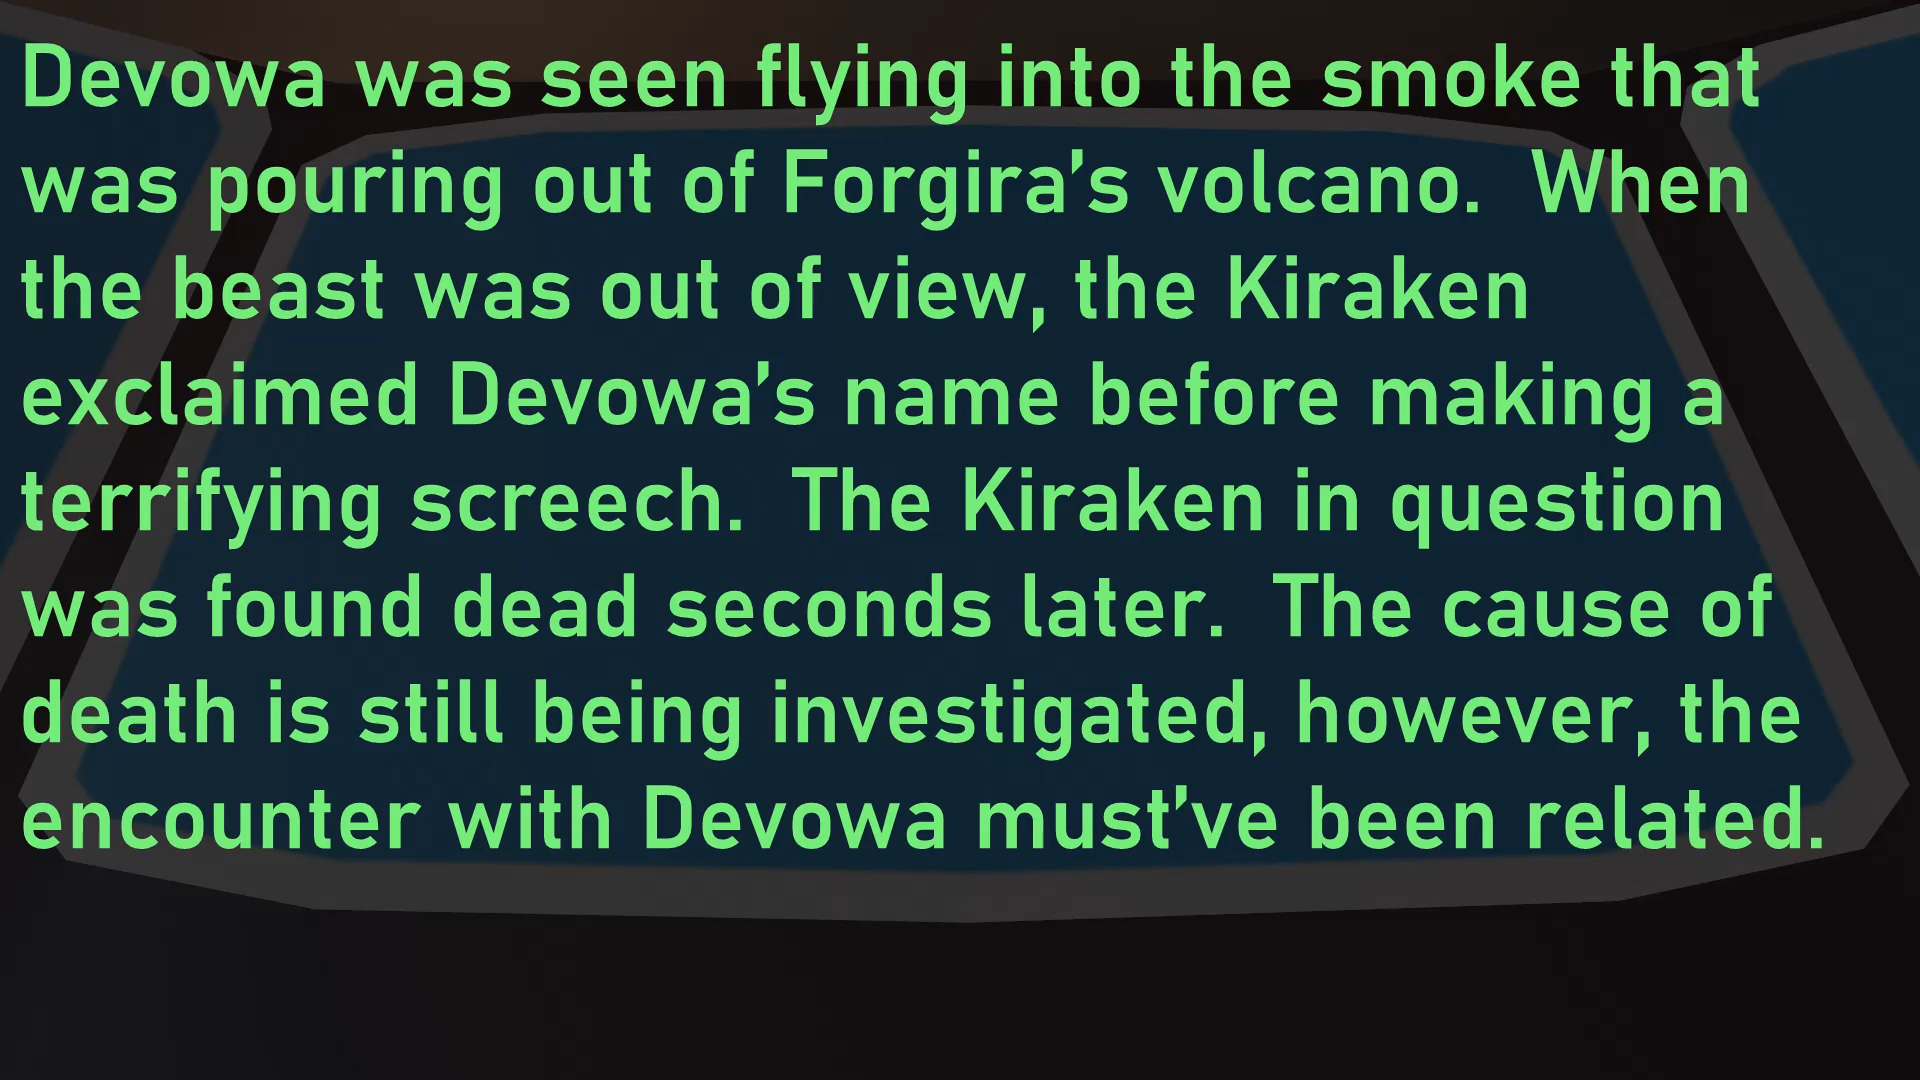 Devowa was seen flying into the smoke that
was pouring out of Forgira's volcano.  When
the beast was out of view, the Kiraken
exclaimed Devowa's name before making a
terrifying screech.  The Kiraken in question
was found dead seconds later.  The cause of
death is still being investigated, however, the
encounter with Devowa must've been related.